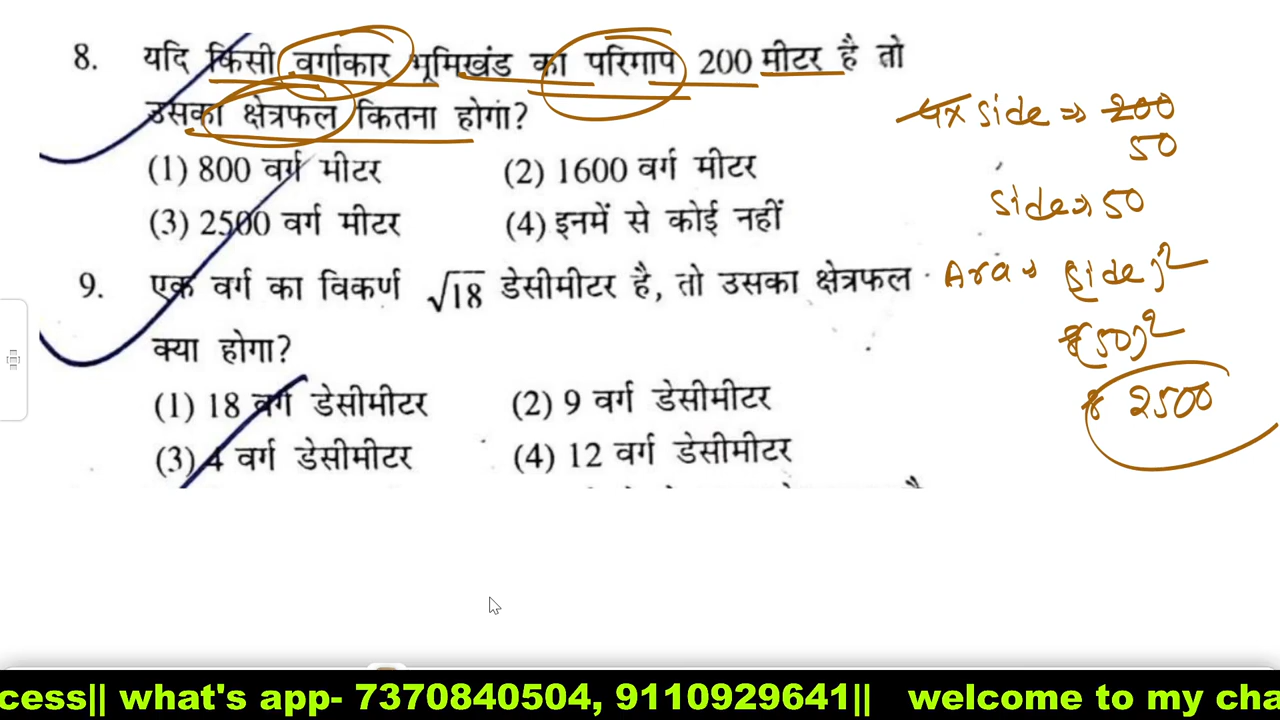 8. यदि किसी वर्गाकार भूमिखंड का परिगाप 200 मीटर है तो
उसका क्षेत्रफल कितना होगा?
(1) 800 वर्ग मीटर (2) 1600 वर्ग मीटर
(3) 2500 वर्ग मीटर (4) इनमें से कोई नहीं
9. एक वर्ग का विकर्ण √18 डेसीमीटर है, तो उसका क्षेत्रफल
क्या होगा?
(1) 18 वर्ग डेसीमीटर (2) 9 वर्ग डेसीमीटर
(3) 4 वर्ग डेसीमीटर (4) 12 वर्ग डेसीमीटर
4x side => 200
50
Side => 50
Ara => (side)²
(50)²
2500
cess|| what's app- 7370840504, 9110929641|| welcome to my cha